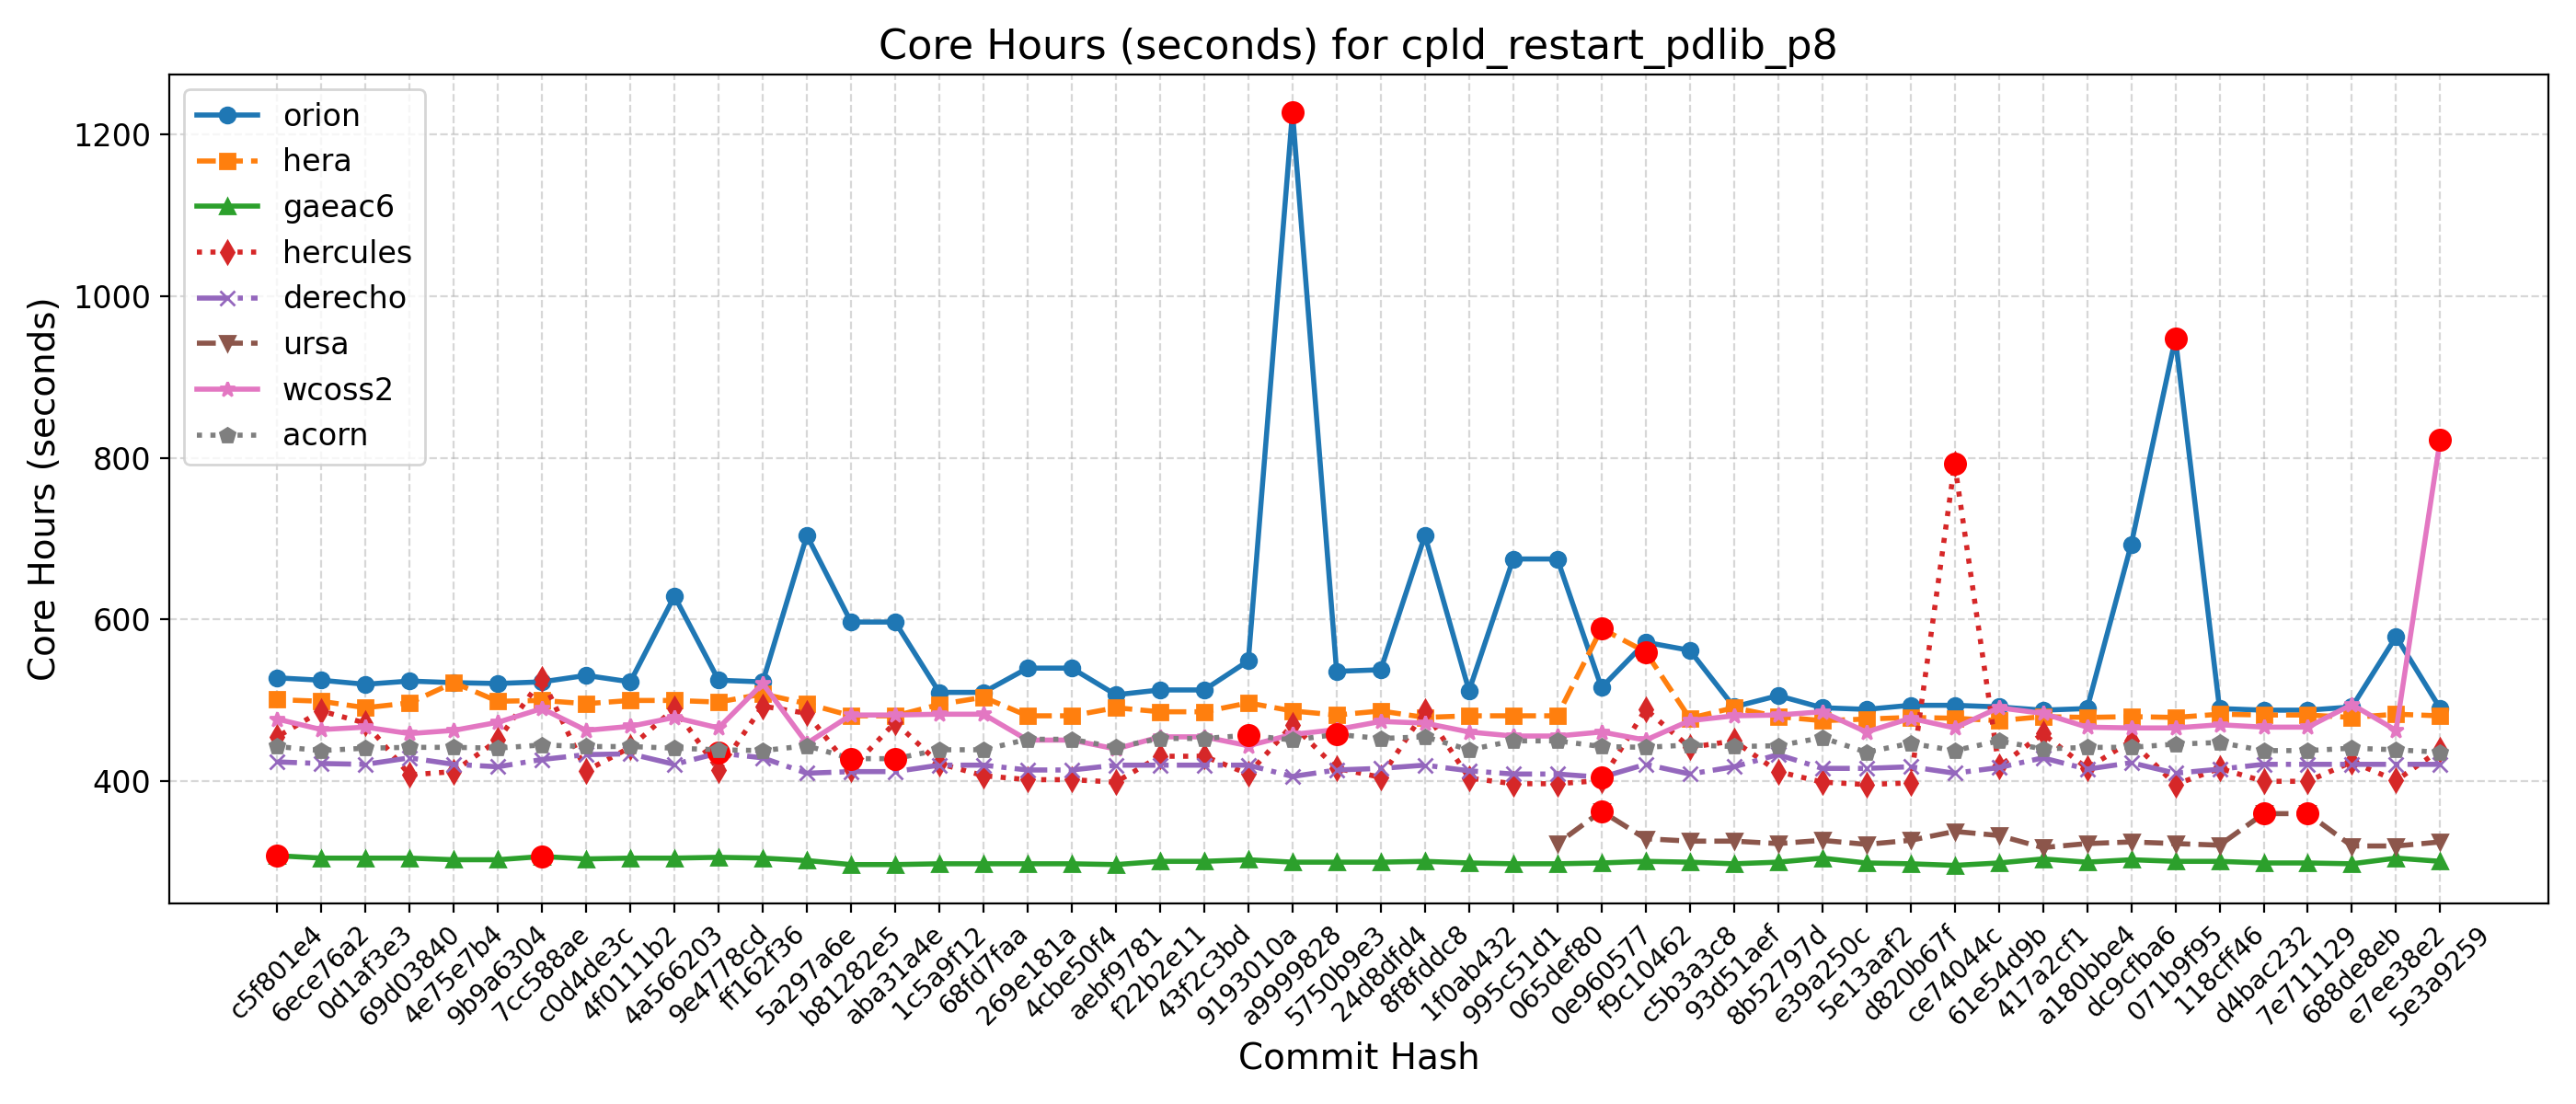 Core Hours (seconds) for cpld_restart_pdlib_p8
orion
hera
gaeac6
hercules
derecho
ursa
wcoss2
acorn
1200
1000
800
600
400
Core Hours (seconds)
c5f801e4
6ece76a2
0d1af3e3
69d03840
4e75e7b4
9b9a6304
7cc588ae
c0d4de3c
4f0111b2
4a566203
9e4778cd
ff162f36
5a297a6e
b81282e5
aba31a4e
1c5a9f12
68fd7faa
269e181a
4cbe50f4
aebf9781
f22b2e11
43f2c3bd
9193010a
a9999828
5750b9e3
24d8dfd4
8f8fddc8
1f0ab432
995c51d1
065def80
0e960577
f9c10462
c5b3a3c8
93d51aef
8b52797d
e39a250c
5e13aaf2
d820b67f
ce74044c
61e54d9b
417a2cf1
a180bbe4
dc9cfba6
071b9f95
118cff46
d4bac232
7e711129
688de8eb
e7ee38e2
5e3a9259
Commit Hash